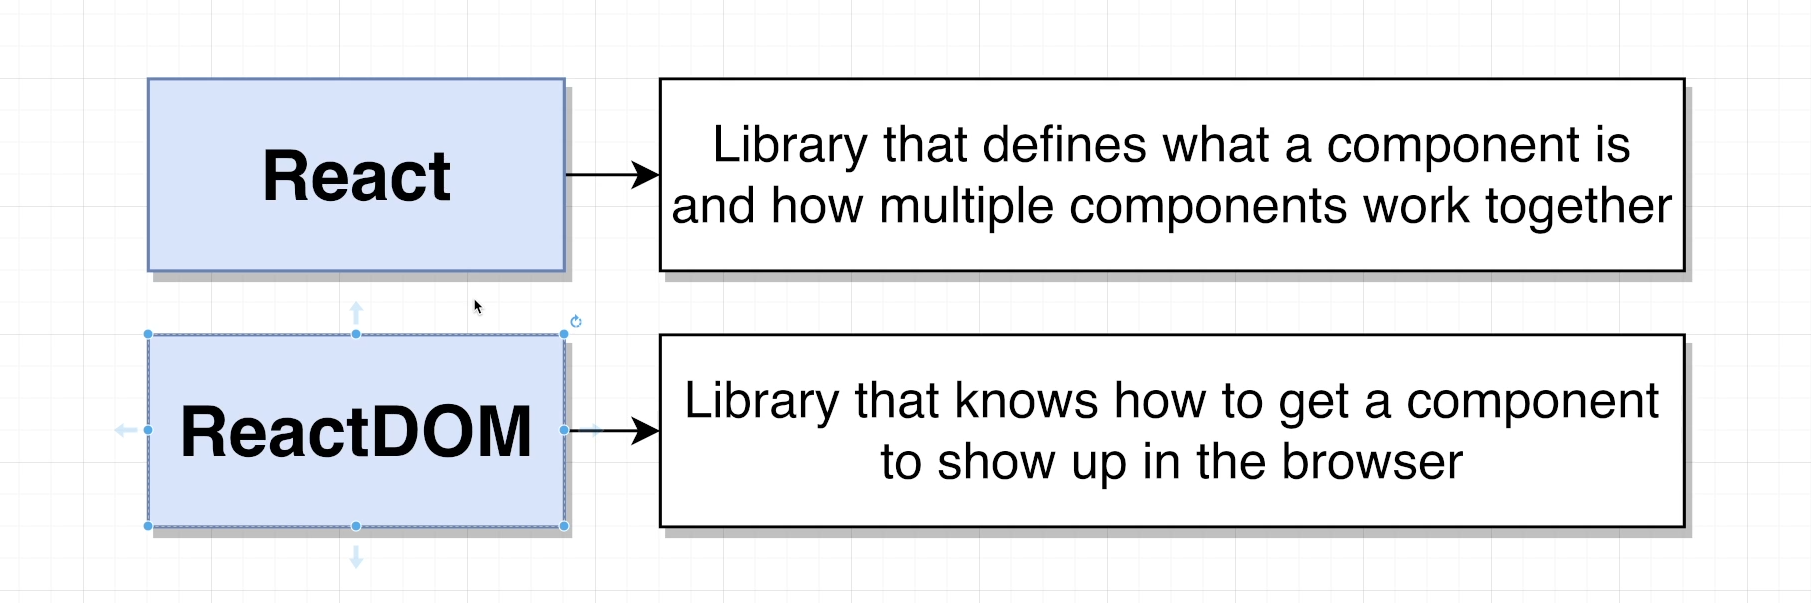 React
Library that defines what a component is
and how multiple components work together
ReactDOM
Library that knows how to get a component
to show up in the browser